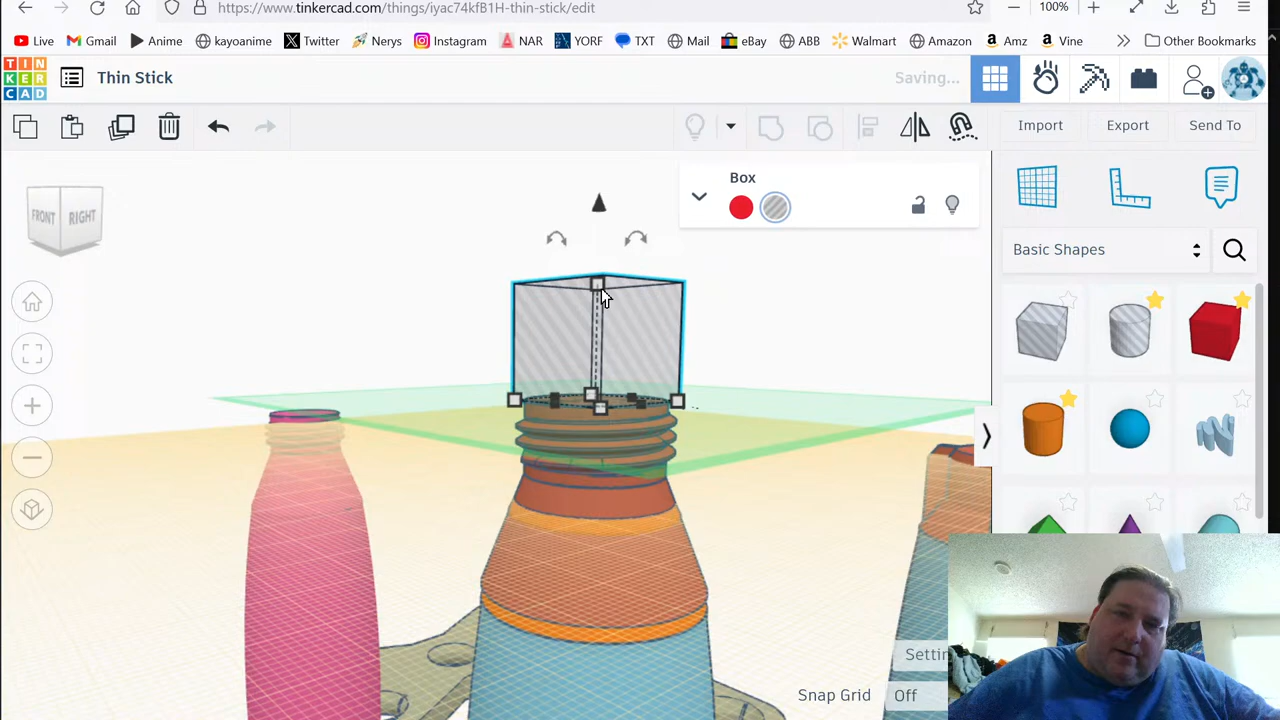 https://www.tinkercad.com/things/iyac74kfB1H-thin-stick/edit
100%
Live
Gmail
Anime
kayoanime
Twitter
Nerys
Instagram
NAR
YORF
TXT
Mail
eBay
ABB
Walmart
Amazon
Amz
Vine
Other Bookmarks
TIN
KER
CAD
Thin Stick
Saving...
Import
Export
Send To
Box
FRONT
RIGHT
Basic Shapes
Settin
Snap Grid
Off